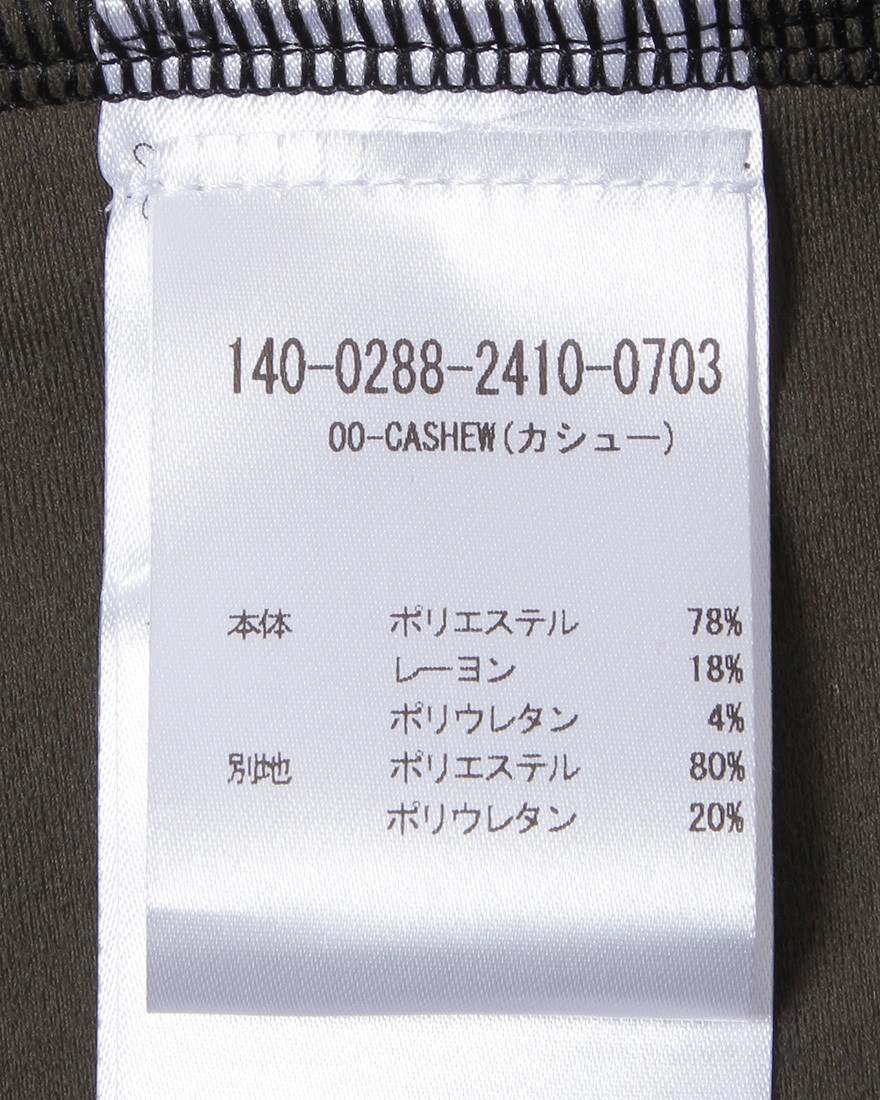 140-0288-2410-0703
00-CASHEW(カシュー)
本体 ポリエステル 78%
レーヨン 18%
ポリウレタン 4%
別地 ポリエステル 80%
ポリウレタン 20%